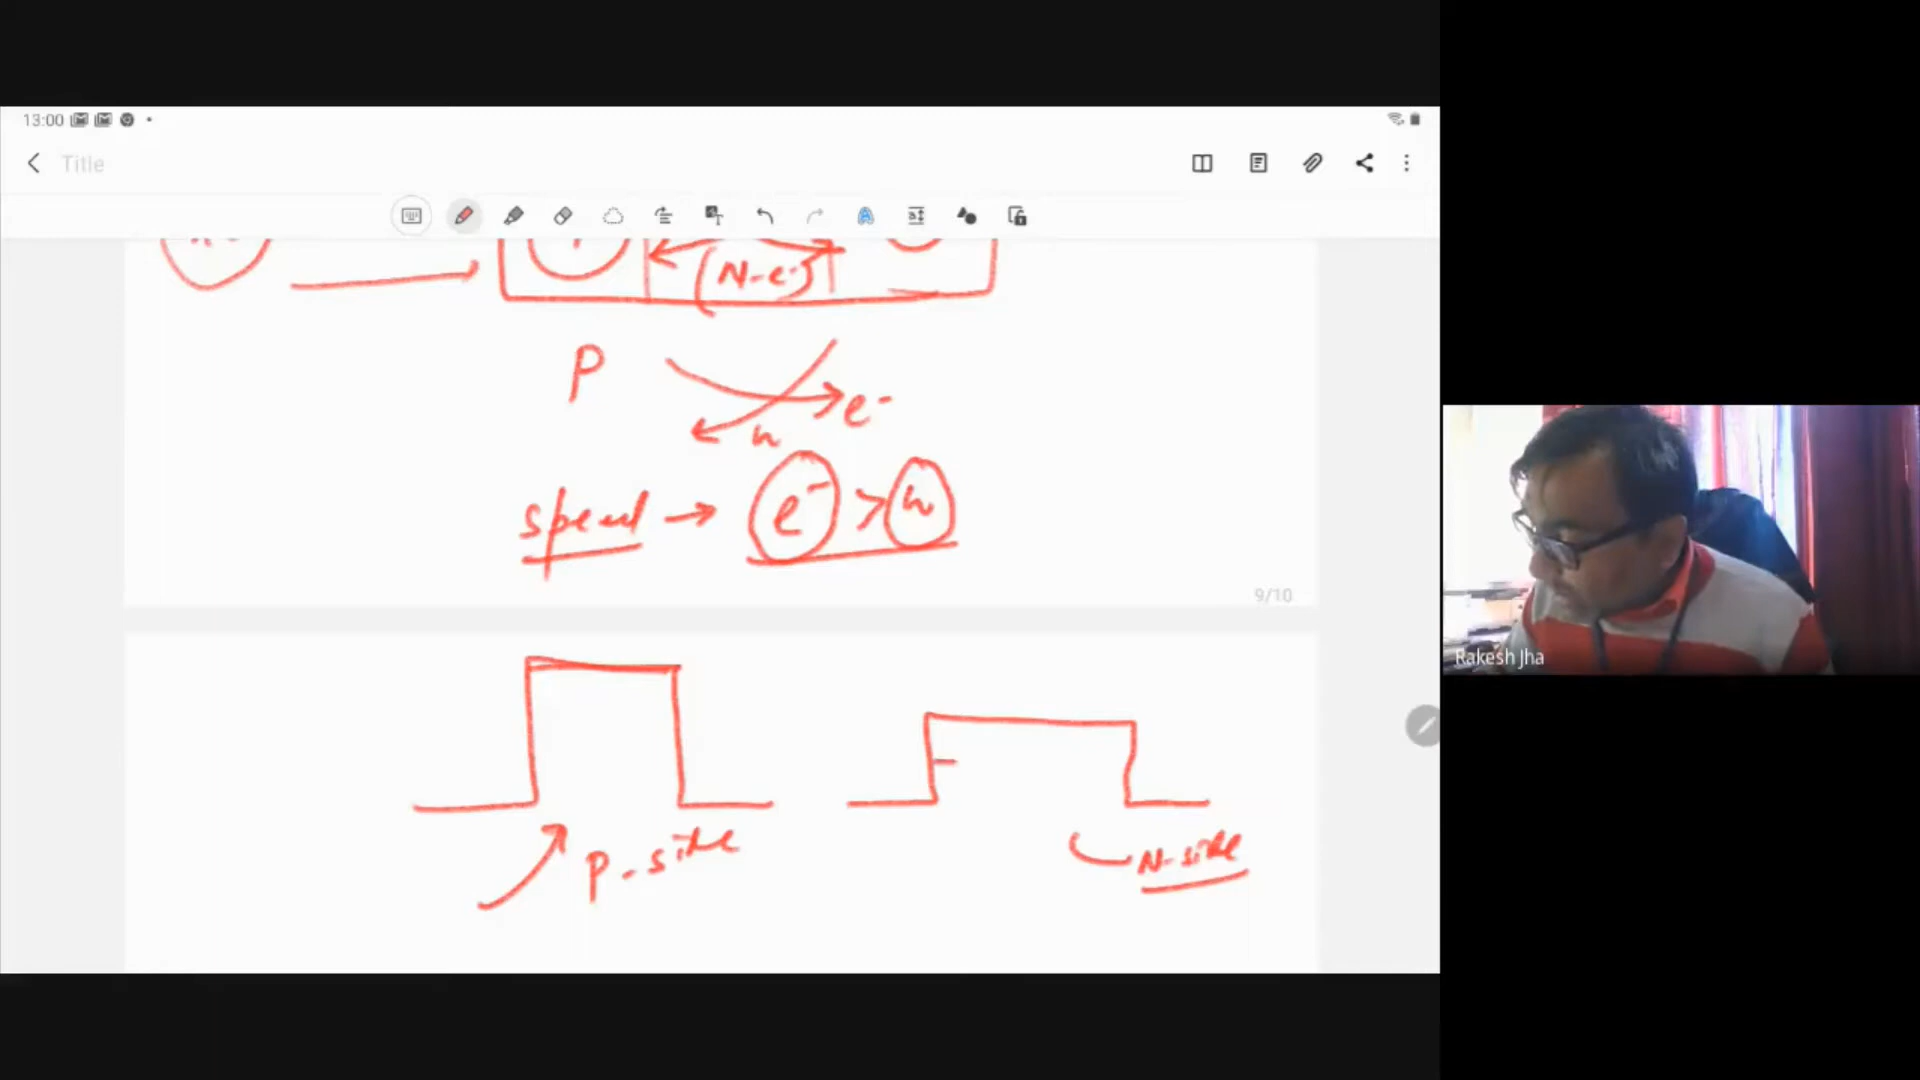 13:00
Title
(N-e-)
P
e-
h
speed → e- > h
9/10
P-side
N-side
Rakesh Jha